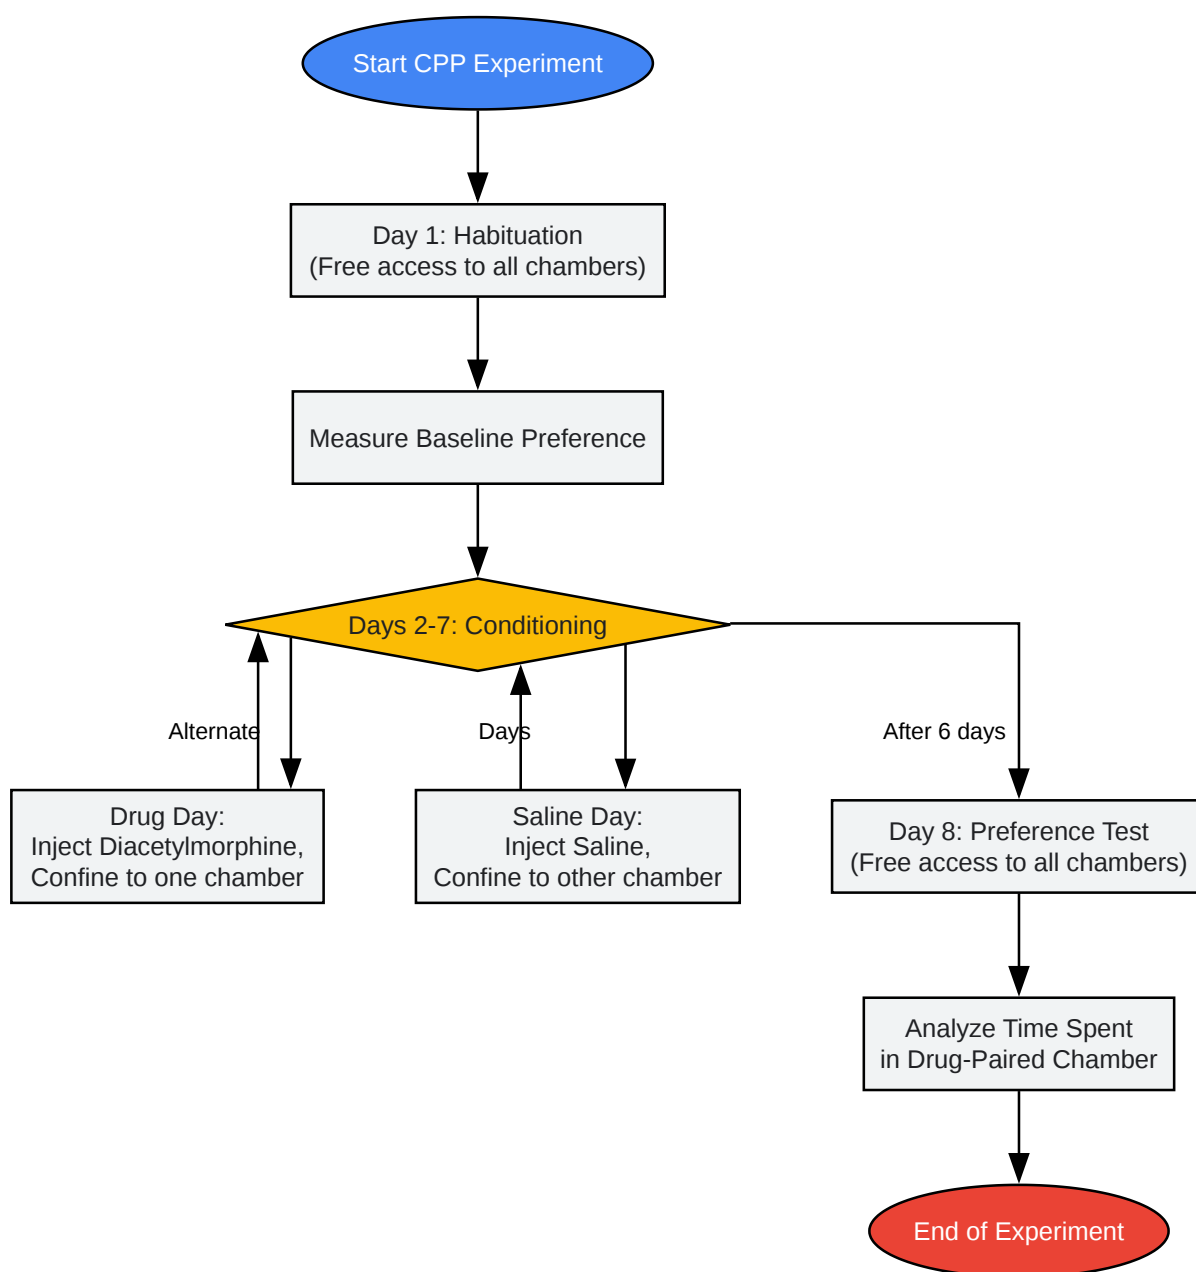 Start CPP Experiment
Day 1: Habituation
(Free access to all chambers)
Measure Baseline Preference
Days 2-7: Conditioning
Alternate
Days
After 6 days
Drug Day:
Inject Diacetylmorphine,
Confine to one chamber
Saline Day:
Inject Saline,
Confine to other chamber
Day 8: Preference Test
(Free access to all chambers)
Analyze Time Spent
in Drug-Paired Chamber
End of Experiment